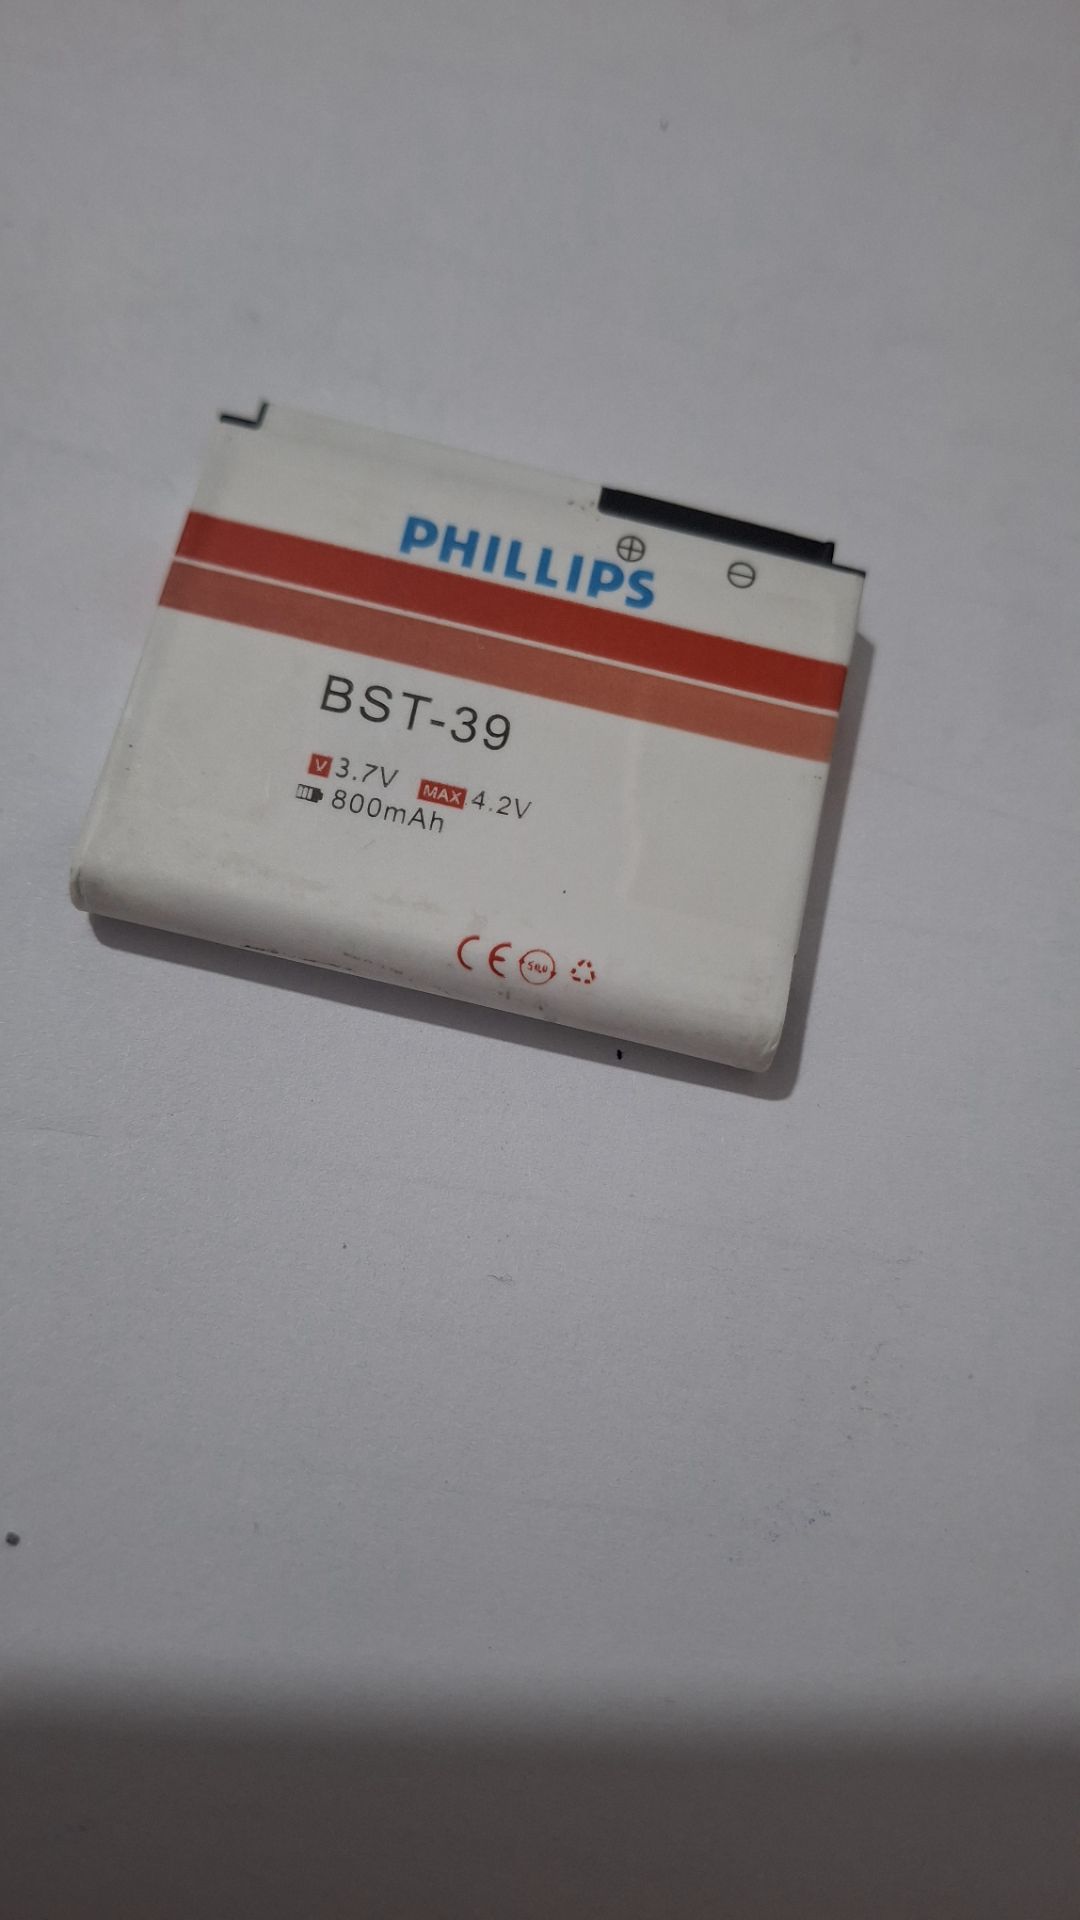 PHILLIPS
BST-39
V 3.7V MAX 4.2V
800mAh
CE